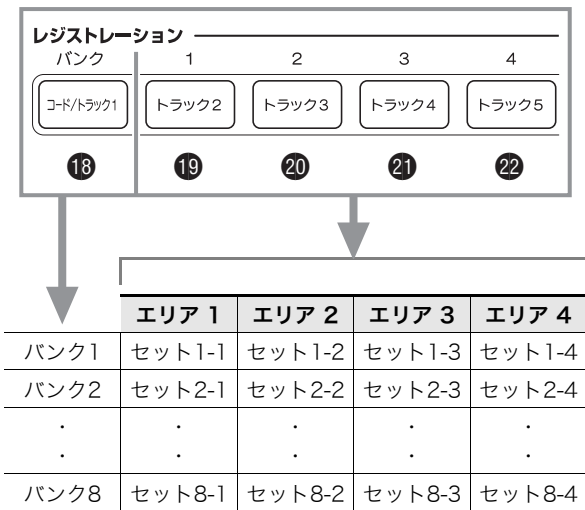 レジストレーション
バンク 1 2 3 4
コード/トラック1 トラック2 トラック3 トラック4 トラック5
⓲ ⓳ ⓴ ㉑ ㉒
エリア 1 エリア 2 エリア 3 エリア 4
バンク1 セット1-1 セット1-2 セット1-3 セット1-4
バンク2 セット2-1 セット2-2 セット2-3 セット2-4
・ ・ ・ ・ ・
・ ・ ・ ・ ・
バンク8 セット8-1 セット8-2 セット8-3 セット8-4